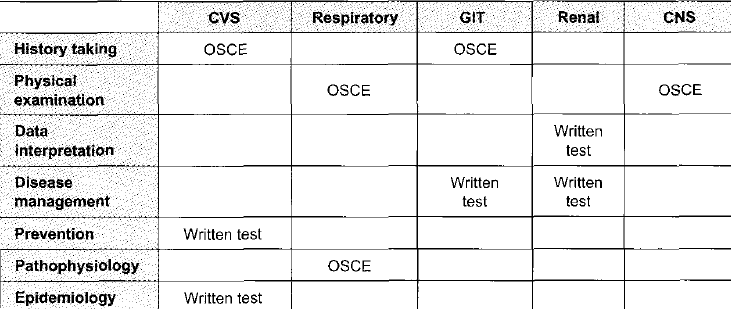 CVS Respiratory GIT Renal CNS
History taking OSCE OSCE
Physical
examination OSCE OSCE
Data
interpretation Written
test
Disease
management Written
test Written
test
Prevention Written test
Pathophysiology OSCE
Epidemiology Written test